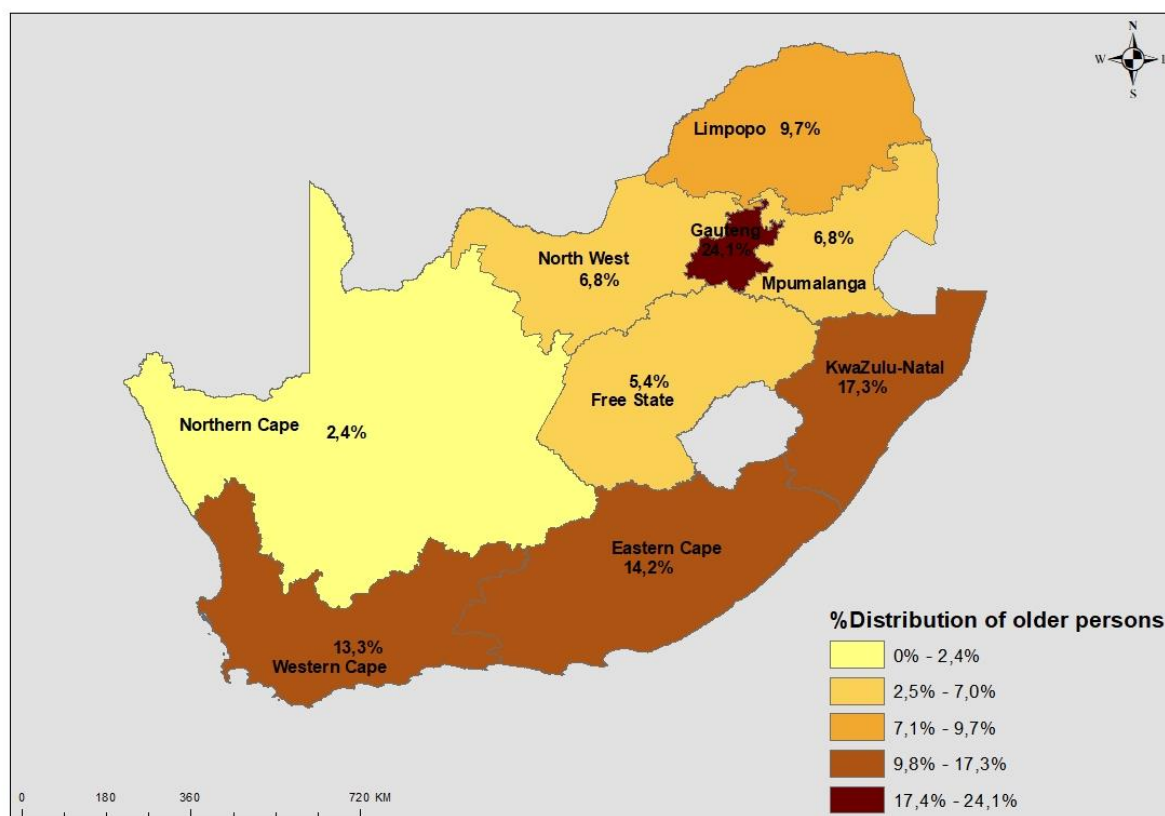 N
W
S
Limpopo 9,7%
Gauteng
24,1%
6,8%
Mpumalanga
North West
6,8%
KwaZulu-Natal
17,3%
5,4%
Free State
Northern Cape 2,4%
Eastern Cape
14,2%
13,3%
Western Cape
%Distribution of older persons
0% - 2,4%
2,5% - 7,0%
7,1% - 9,7%
9,8% - 17,3%
17,4% - 24,1%
0 180 360 720 KM